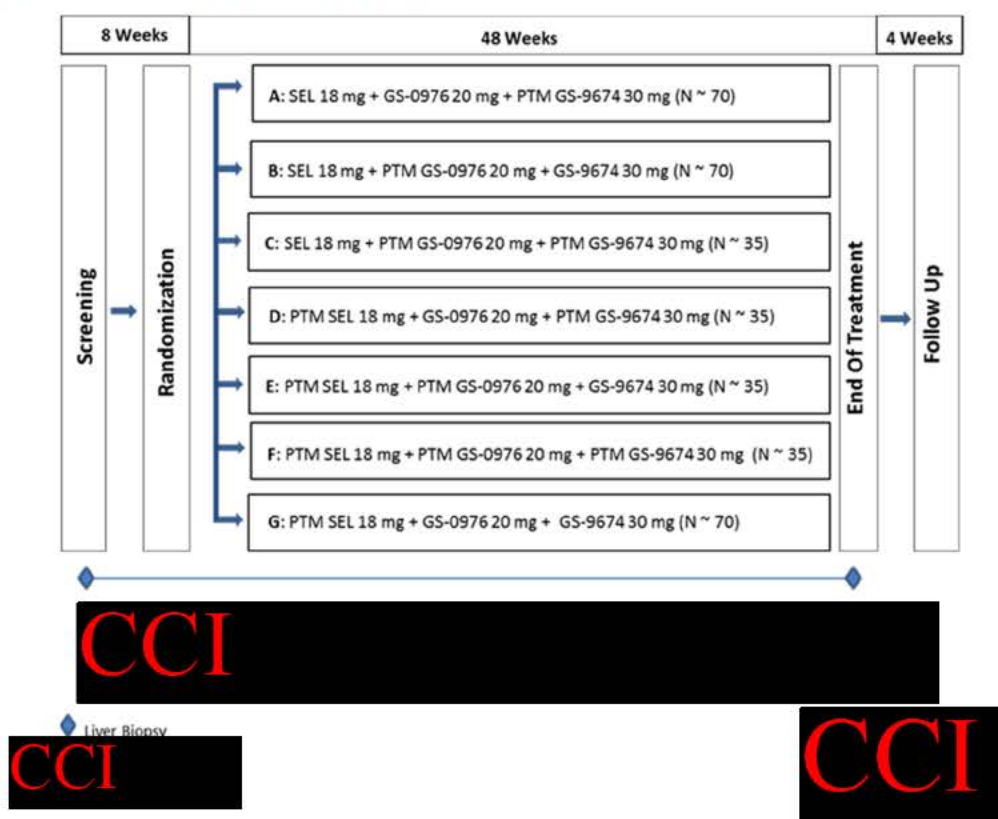 8 Weeks
48 Weeks
4 Weeks
Screening
Randomization
A: SEL 18 mg + GS-0976 20 mg + PTM GS-9674 30 mg (N ~ 70)
B: SEL 18 mg + PTM GS-0976 20 mg + GS-9674 30 mg (N ~ 70)
C: SEL 18 mg + PTM GS-0976 20 mg + PTM GS-9674 30 mg (N ~ 35)
D: PTM SEL 18 mg + GS-0976 20 mg + PTM GS-9674 30 mg (N ~ 35)
E: PTM SEL 18 mg + PTM GS-0976 20 mg + GS-9674 30 mg (N ~ 35)
F: PTM SEL 18 mg + PTM GS-0976 20 mg + PTM GS-9674 30 mg (N ~ 35)
G: PTM SEL 18 mg + GS-0976 20 mg + GS-9674 30 mg (N ~ 70)
End Of Treatment
Follow Up
CCI
Liver Biopsy
CCI
CCI